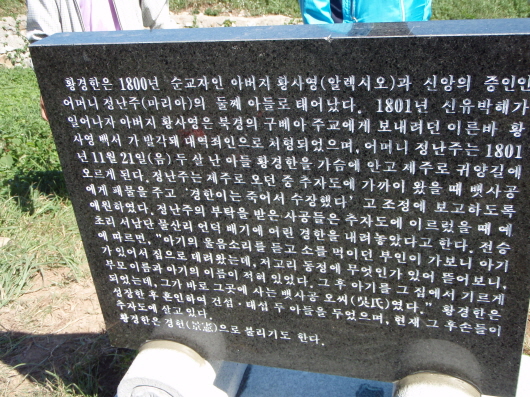 황경한은 1800년 순교자인 아버지 황사영(알렉시오)과 신앙의 증인인
어머니 정난주(마리아)의 둘째 아들로 태어났다. 1801년 신유박해가
일어나자 아버지 황사영은 북경의 구베아 주교에게 보내려던 이른바 황
사영 백서 가 발각돼 대역죄인으로 처형되었으며, 어머니 정난주는 1801
년 11월 21일(음) 두 살 난 아들 황경한을 가슴에 안고 제주로 귀양길에
오르게 된다. 정난주는 제주로 오던 중 추자도에 가까이 왔을 때 뱃사공
에게 패물을 주고 '경한이는 죽어서 수장했다' 고 조정에 보고하도록
애원하였다. 정난주의 부탁을 받은 사공들은 추자도에 이르렀을 때 예
초리 서남단 물산리 언덕 배기에 어린 경한을 내려놓았다고 한다. 전승
에 따르면, "아기의 울음소리를 듣고 소를 먹이던 부인이 가보니 아기
가 있어서 집으로 데려왔는데, 저고리 동정에 무엇인가 있어 뜯어보니,
부모 이름과 아기의 이름이 적혀 있었다. 그 후 아기를 그 집에서 기르게
되었는데, 그가 바로 그곳에 사는 뱃사공 오씨(吳氏)였다." 황경한은
성장한 후 혼인하여 건섭·태섭 두 아들을 두었으며, 현재 그 후손들이
추자도에 살고 있다.
황경한은 경헌(景憲)으로 불리기도 한다.